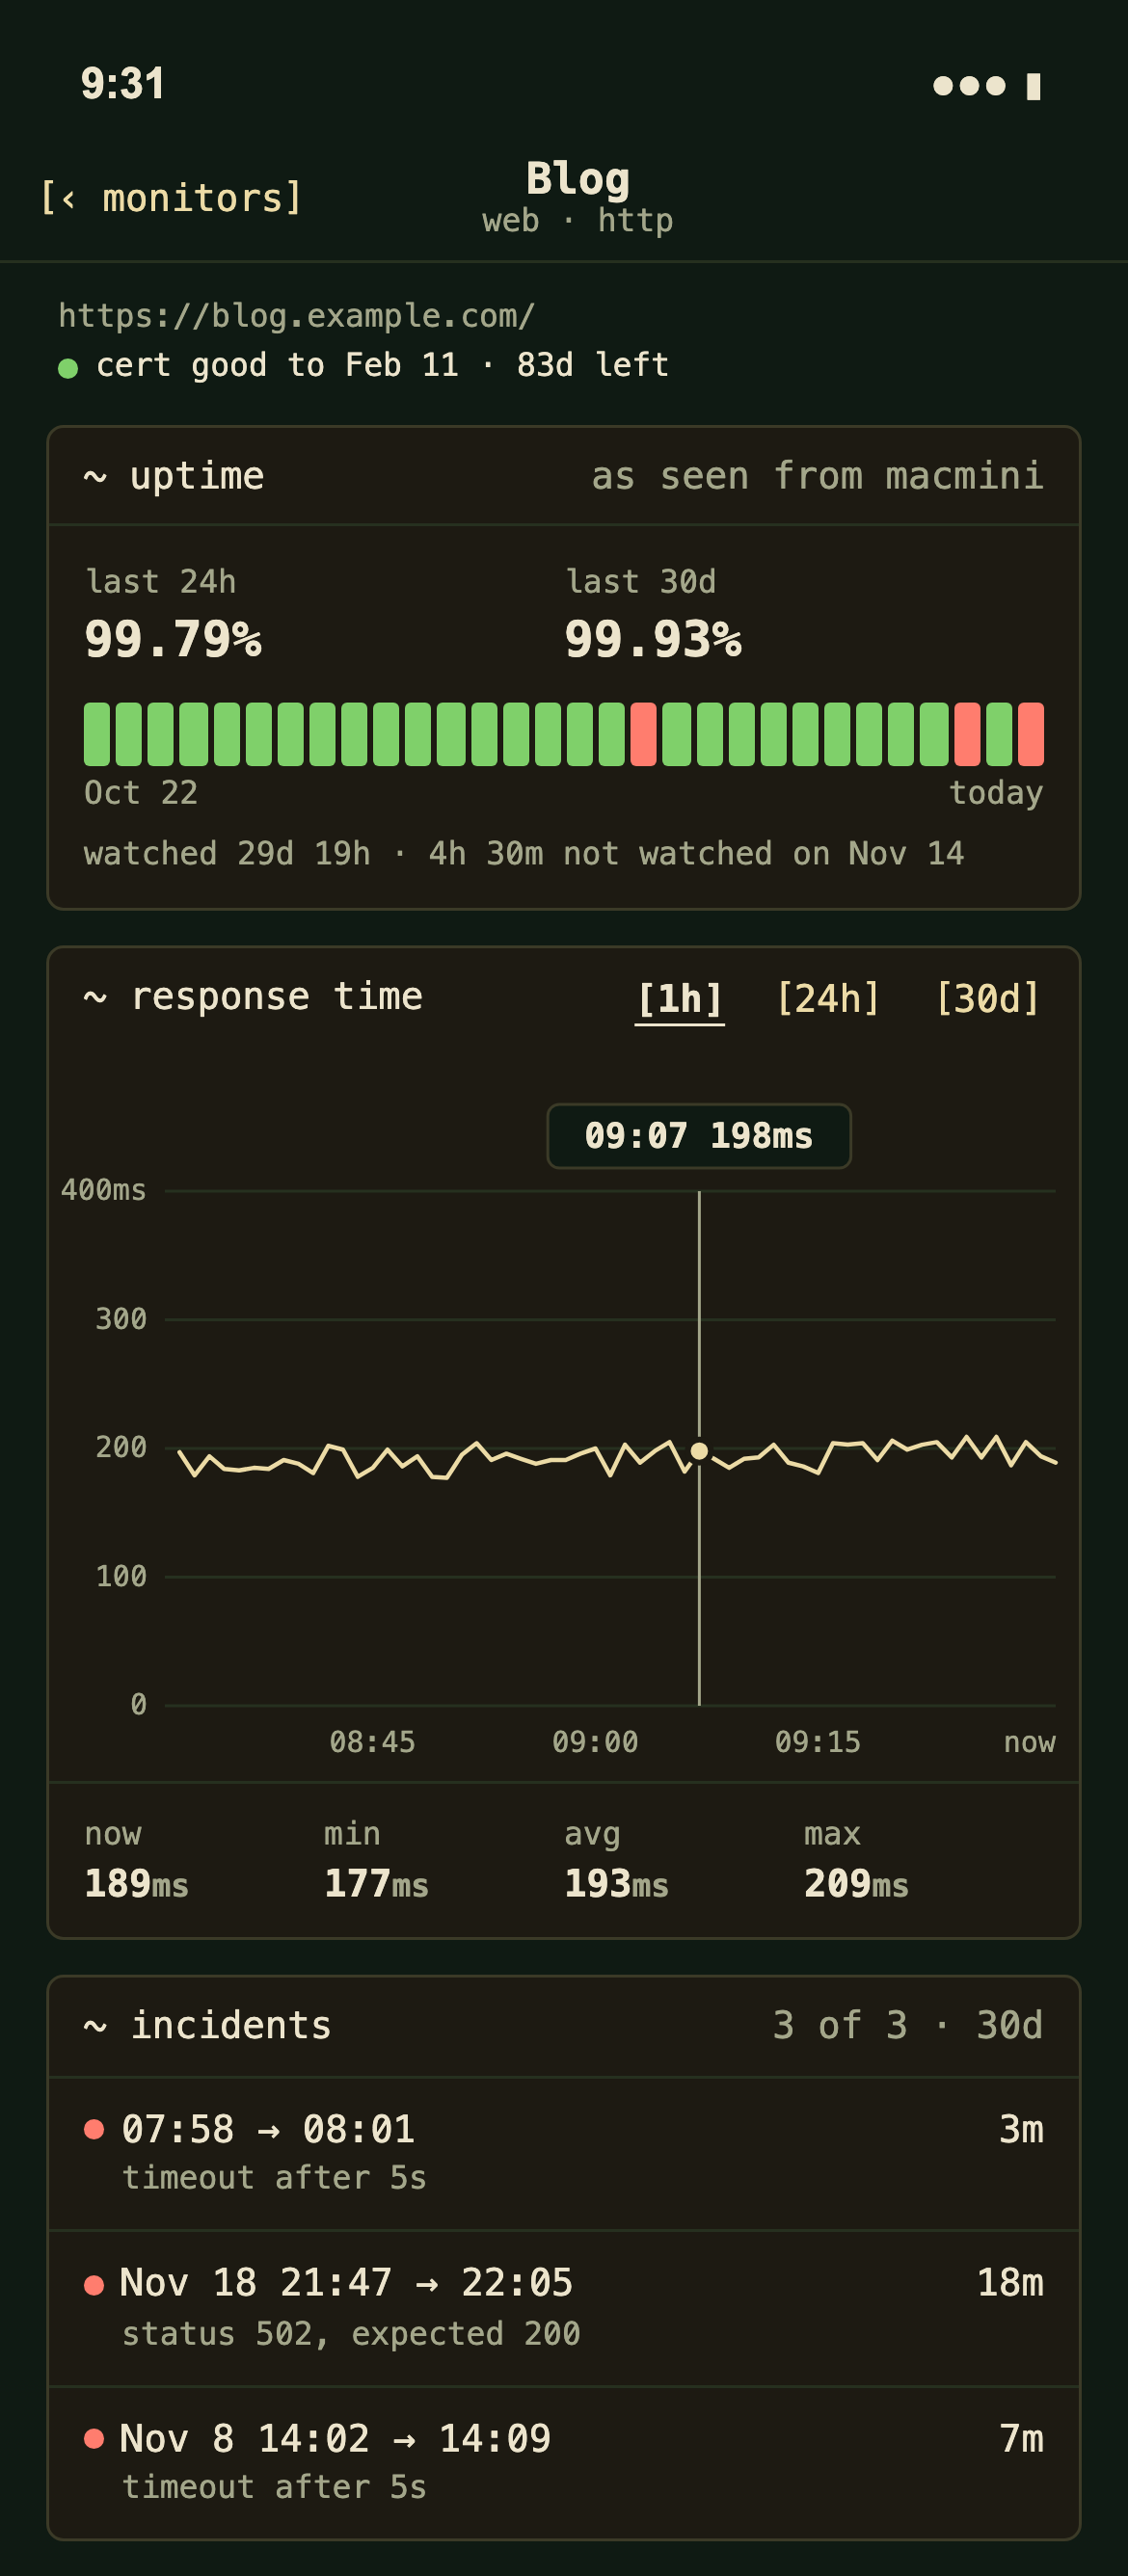 9:31
[‹ monitors]
Blog
web · http
https://blog.example.com/
cert good to Feb 11 · 83d left
~ uptime as seen from macmini
last 24h last 30d
99.79% 99.93%
Oct 22 today
watched 29d 19h · 4h 30m not watched on Nov 14
~ response time [1h] [24h] [30d]
09:07 198ms
400ms
300
200
100
0
08:45 09:00 09:15 now
now min avg max
189ms 177ms 193ms 209ms
~ incidents 3 of 3 · 30d
07:58 → 08:01 3m
timeout after 5s
Nov 18 21:47 → 22:05 18m
status 502, expected 200
Nov 8 14:02 → 14:09 7m
timeout after 5s